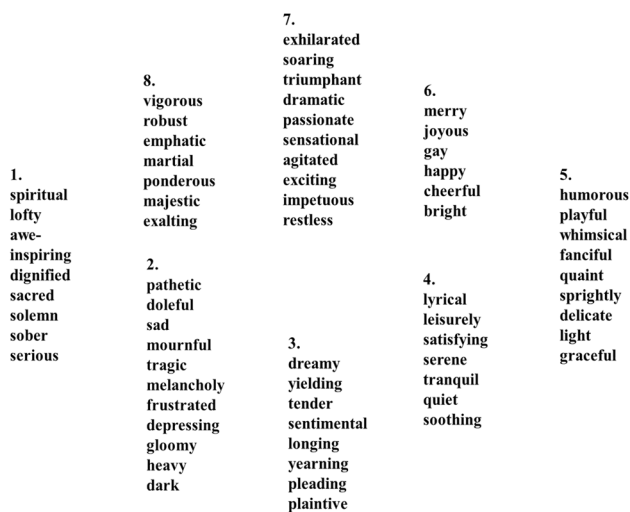 7.
exhilarated
soaring
triumphant
dramatic
passionate
sensational
agitated
exciting
impetuous
restless
8.
vigorous
robust
emphatic
martial
ponderous
majestic
exalting
6.
merry
joyous
gay
happy
cheerful
bright
1.
spiritual
lofty
awe-
inspiring
dignified
sacred
solemn
sober
serious
5.
humorous
playful
whimsical
fanciful
quaint
sprightly
delicate
light
graceful
2.
pathetic
doleful
sad
mournful
tragic
melancholy
frustrated
depressing
gloomy
heavy
dark
4.
lyrical
leisurely
satisfying
serene
tranquil
quiet
soothing
3.
dreamy
yielding
tender
sentimental
longing
yearning
pleading
plaintive